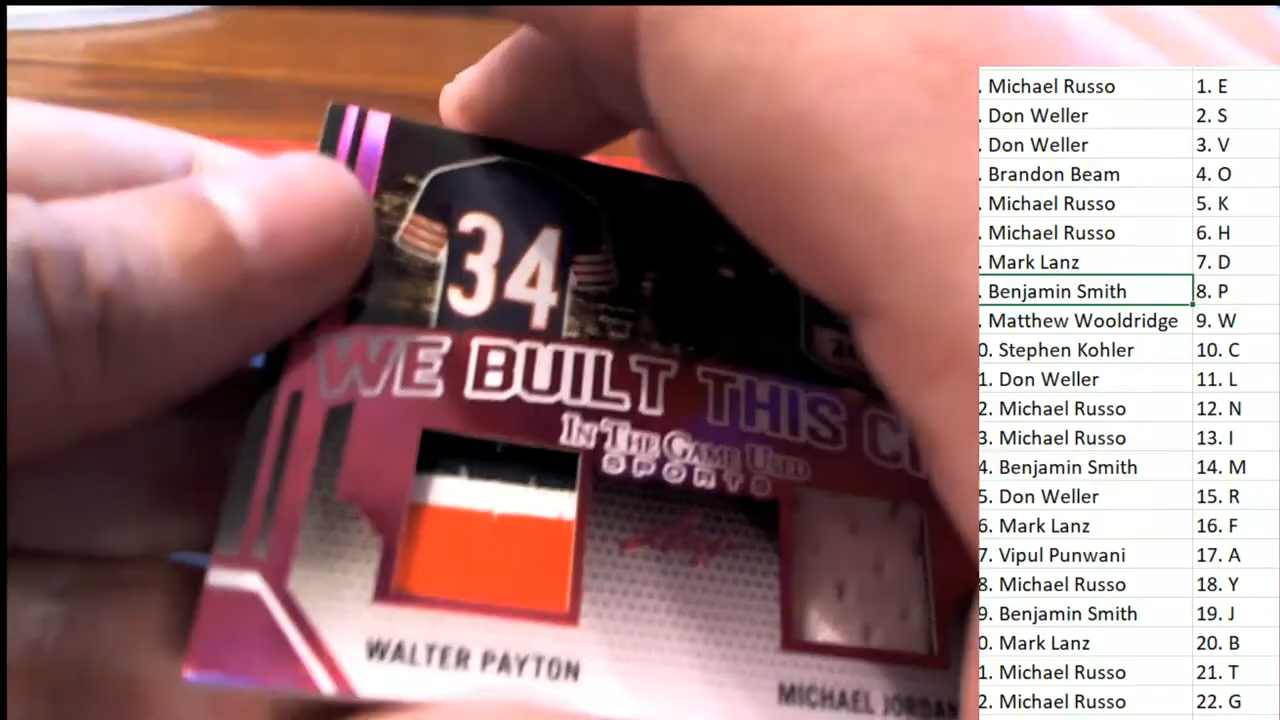 34
WE BUILT THIS
IN THE GAME USED
SPORTS
WALTER PAYTON
MICHAEL JORDAN
. Michael Russo 1. E
. Don Weller 2. S
. Don Weller 3. V
. Brandon Beam 4. O
. Michael Russo 5. K
. Michael Russo 6. H
. Mark Lanz 7. D
. Benjamin Smith 8. P
. Matthew Wooldridge 9. W
0. Stephen Kohler 10. C
1. Don Weller 11. L
2. Michael Russo 12. N
3. Michael Russo 13. I
4. Benjamin Smith 14. M
5. Don Weller 15. R
6. Mark Lanz 16. F
7. Vipul Punwani 17. A
8. Michael Russo 18. Y
9. Benjamin Smith 19. J
0. Mark Lanz 20. B
1. Michael Russo 21. T
2. Michael Russo 22. G